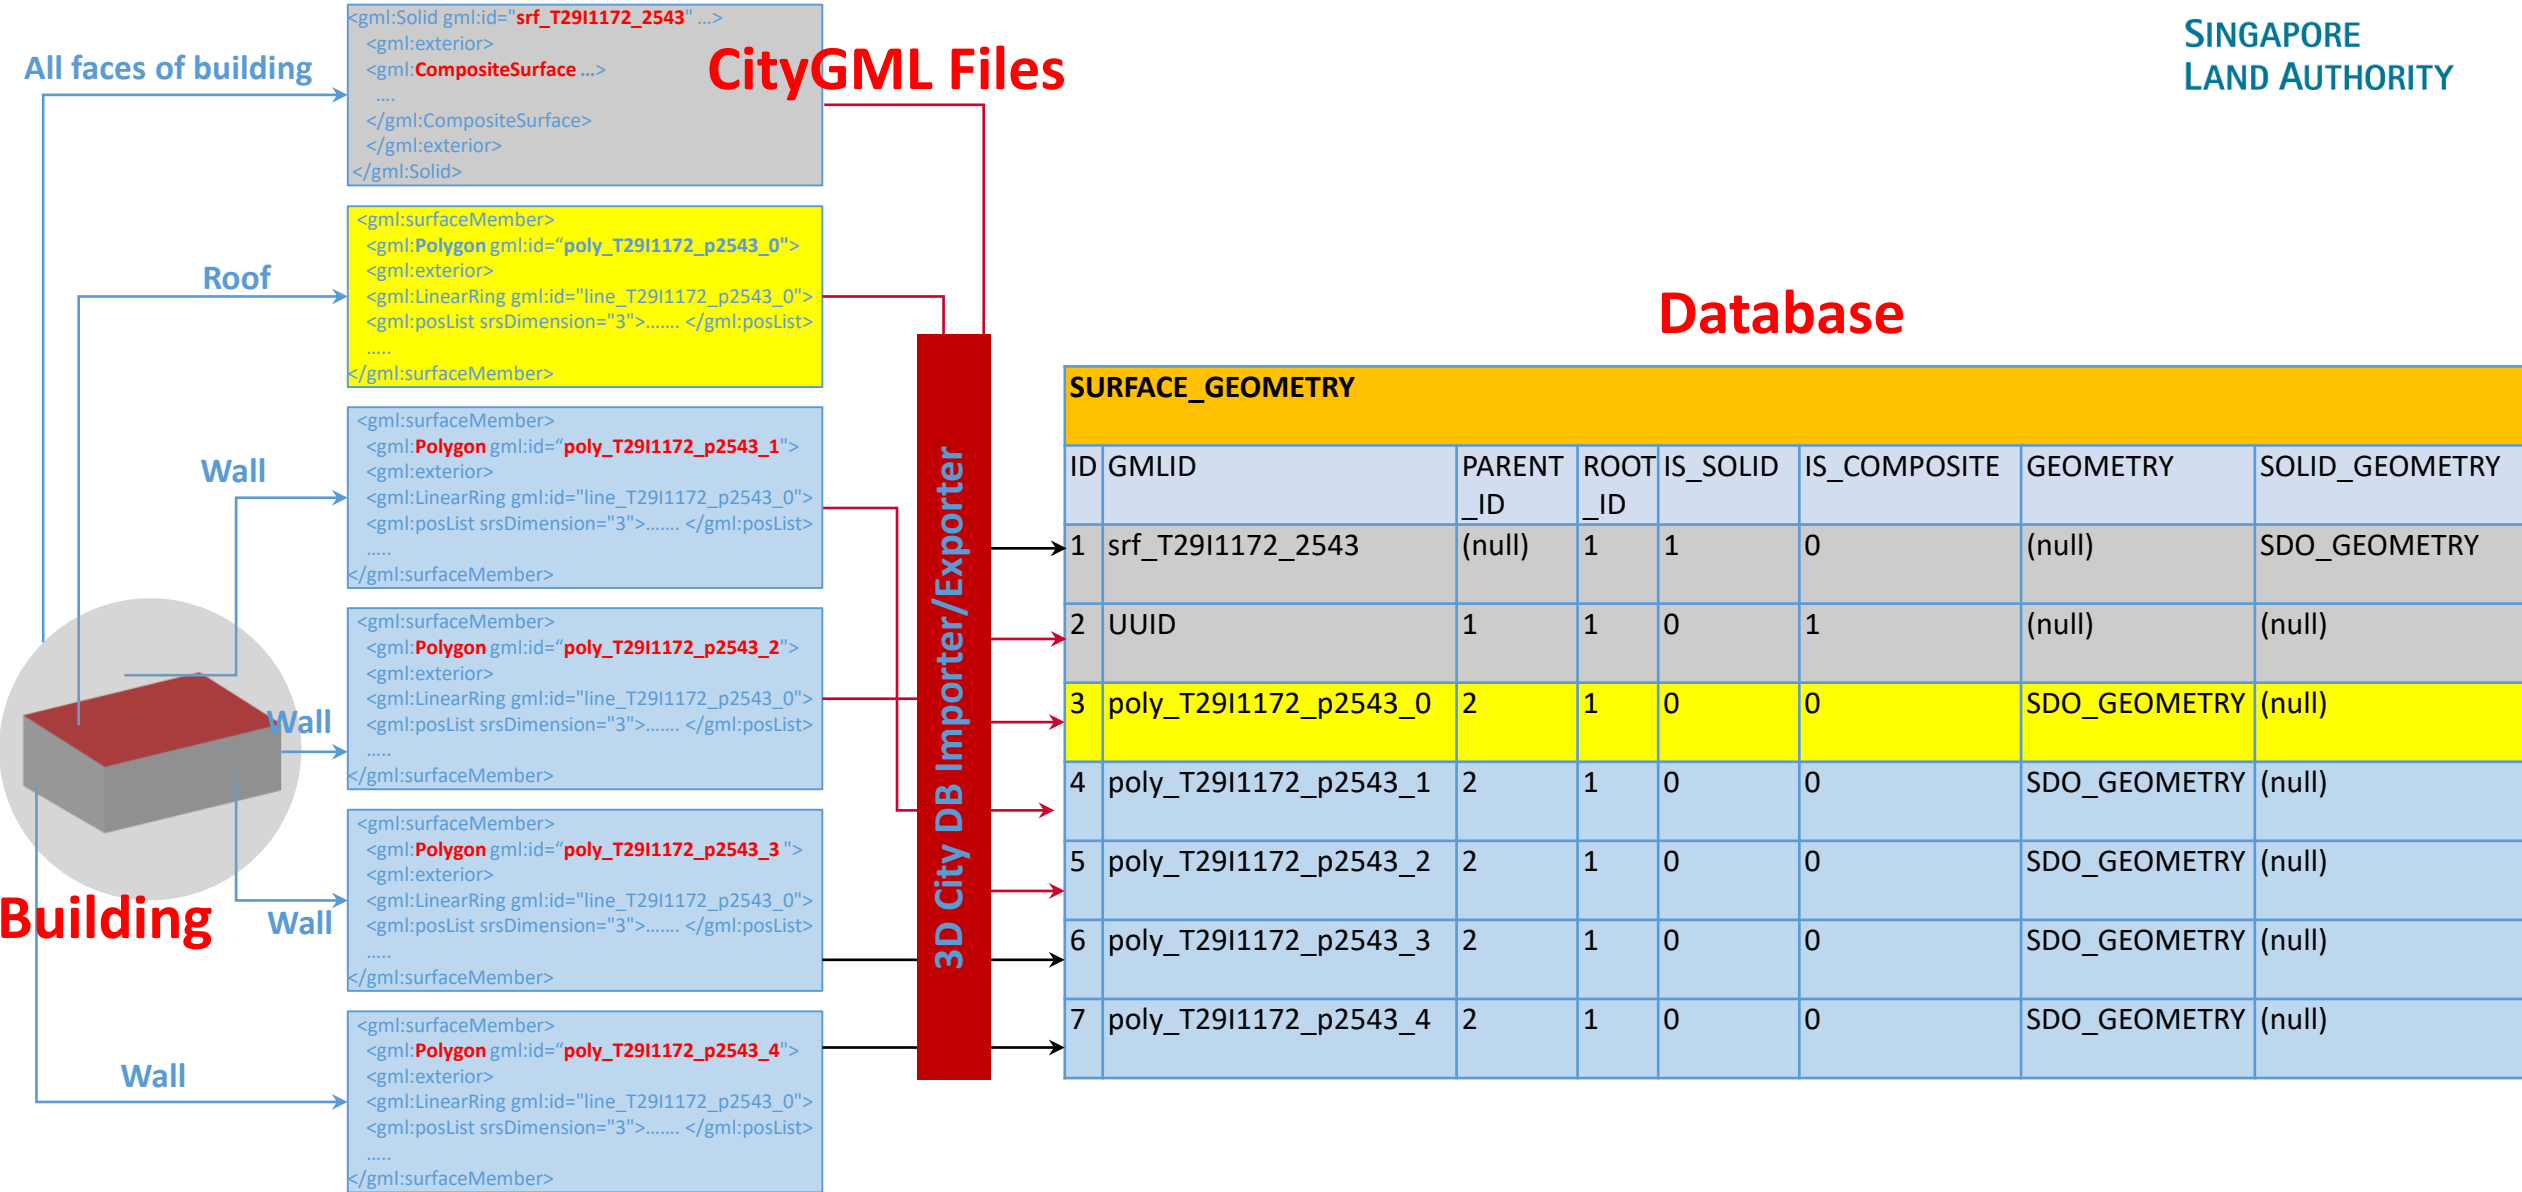 SINGAPORE
LAND AUTHORITY
CityGML Files
All faces of building
<gml:Solid gml:id="srf_T29I1172_2543" ...>
<gml:exterior>
<gml:CompositeSurface ...>
....
</gml:CompositeSurface>
</gml:exterior>
</gml:Solid>
Roof
<gml:surfaceMember>
<gml:Polygon gml:id=“poly_T29I1172_p2543_0">
<gml:exterior>
<gml:LinearRing gml:id="line_T29I1172_p2543_0">
<gml:posList srsDimension="3">....... </gml:posList>
.....
</gml:surfaceMember>
Wall
<gml:surfaceMember>
<gml:Polygon gml:id=“poly_T29I1172_p2543_1">
<gml:exterior>
<gml:LinearRing gml:id="line_T29I1172_p2543_0">
<gml:posList srsDimension="3">....... </gml:posList>
.....
</gml:surfaceMember>
Wall
<gml:surfaceMember>
<gml:Polygon gml:id=“poly_T29I1172_p2543_2">
<gml:exterior>
<gml:LinearRing gml:id="line_T29I1172_p2543_0">
<gml:posList srsDimension="3">....... </gml:posList>
.....
</gml:surfaceMember>
Building
Wall
<gml:surfaceMember>
<gml:Polygon gml:id=“poly_T29I1172_p2543_3 ">
<gml:exterior>
<gml:LinearRing gml:id="line_T29I1172_p2543_0">
<gml:posList srsDimension="3">....... </gml:posList>
.....
</gml:surfaceMember>
Wall
<gml:surfaceMember>
<gml:Polygon gml:id=“poly_T29I1172_p2543_4">
<gml:exterior>
<gml:LinearRing gml:id="line_T29I1172_p2543_0">
<gml:posList srsDimension="3">....... </gml:posList>
.....
</gml:surfaceMember>
3D City DB Importer/Exporter
Database
SURFACE_GEOMETRY
ID GMLID PARENT_ID ROOT_ID IS_SOLID IS_COMPOSITE GEOMETRY SOLID_GEOMETRY
1 srf_T29I1172_2543 (null) 1 1 0 (null) SDO_GEOMETRY
2 UUID 1 1 0 1 (null) (null)
3 poly_T29I1172_p2543_0 2 1 0 0 SDO_GEOMETRY (null)
4 poly_T29I1172_p2543_1 2 1 0 0 SDO_GEOMETRY (null)
5 poly_T29I1172_p2543_2 2 1 0 0 SDO_GEOMETRY (null)
6 poly_T29I1172_p2543_3 2 1 0 0 SDO_GEOMETRY (null)
7 poly_T29I1172_p2543_4 2 1 0 0 SDO_GEOMETRY (null)